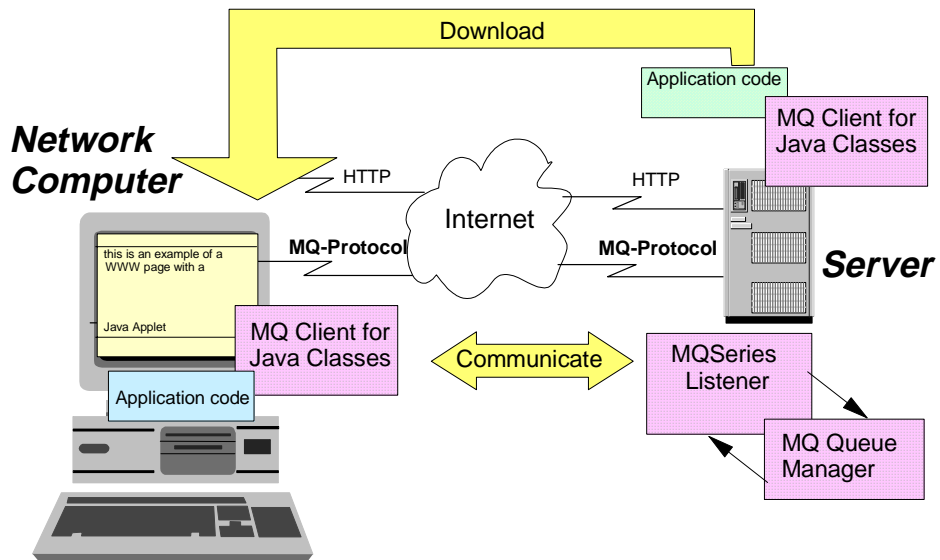 Download
Application code
MQ Client for
Java Classes
Network
Computer
HTTP
HTTP
Internet
MQ-Protocol
MQ-Protocol
Server
this is an example of a
WWW page with a
Java Applet
MQ Client for
Java Classes
Application code
Communicate
MQSeries
Listener
MQ Queue
Manager